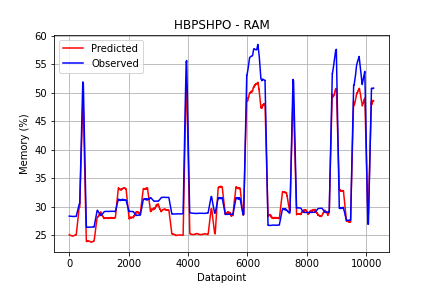 HBPSHPO - RAM
Predicted
Observed
Memory (%)
60
55
50
45
40
35
30
25
0
2000
4000
6000
8000
10000
Datapoint